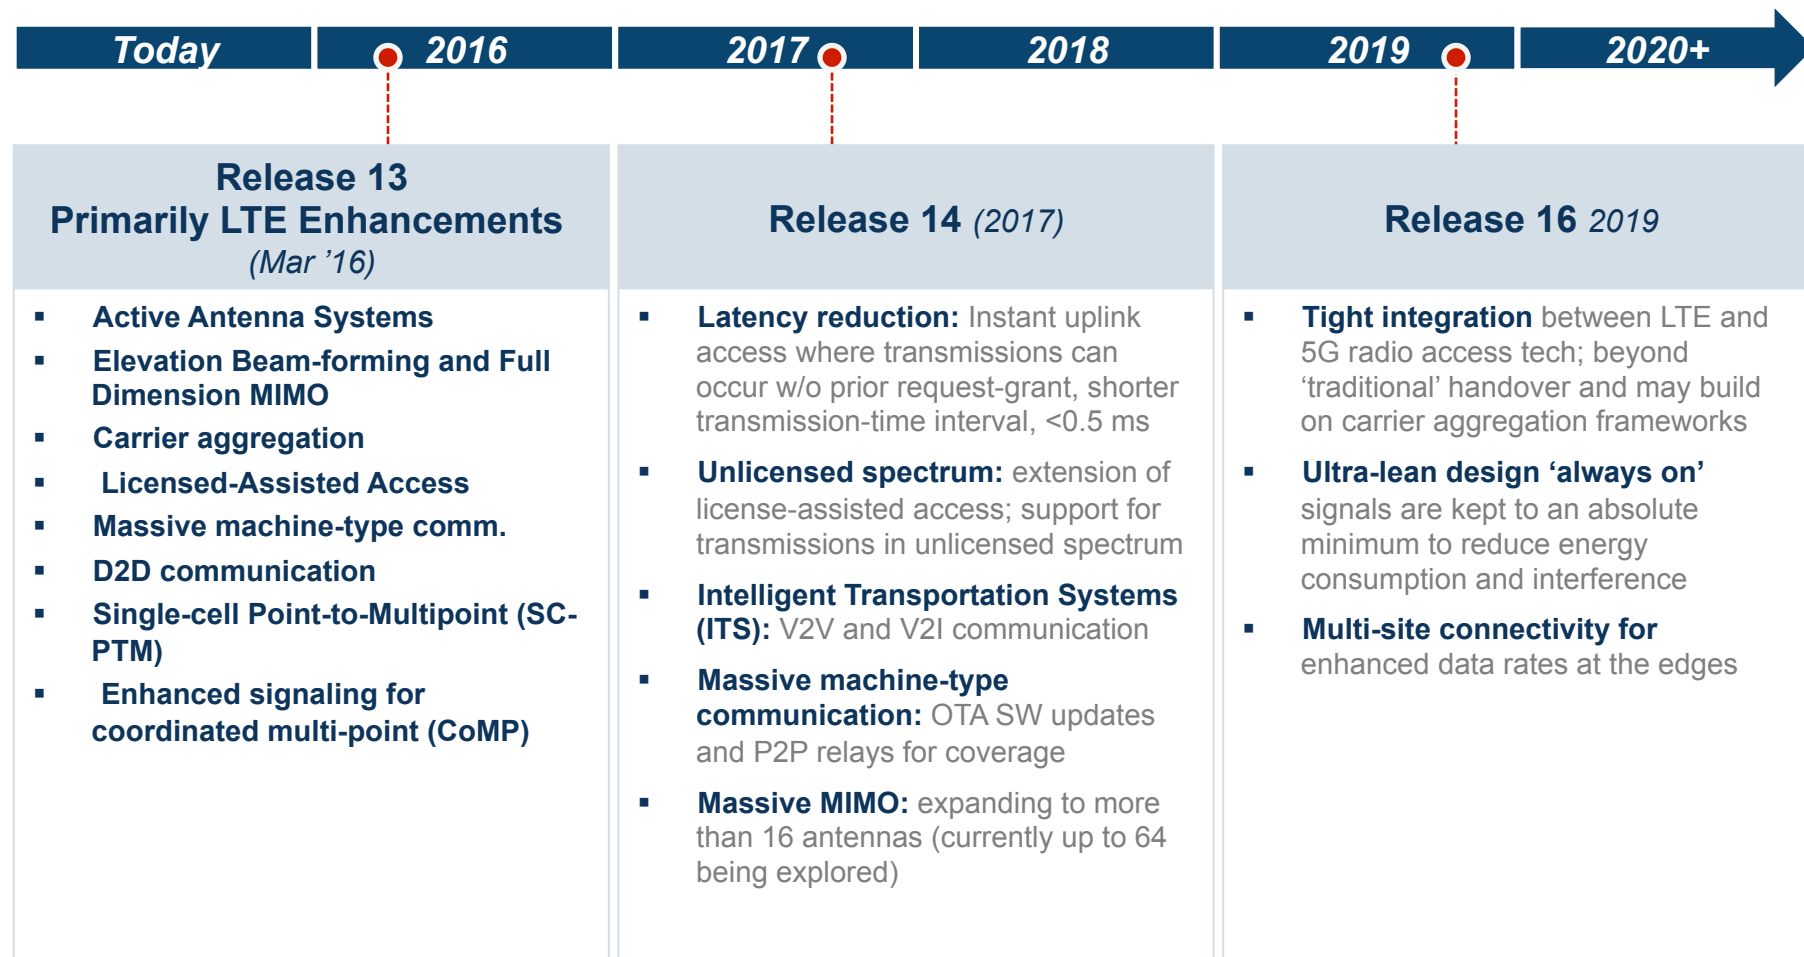 Today 2016 2017 2018 2019 2020+
Release 13
Primarily LTE Enhancements
(Mar ’16)
▪ Active Antenna Systems
▪ Elevation Beam-forming and Full
Dimension MIMO
▪ Carrier aggregation
▪ Licensed-Assisted Access
▪ Massive machine-type comm.
▪ D2D communication
▪ Single-cell Point-to-Multipoint (SC-
PTM)
▪ Enhanced signaling for
coordinated multi-point (CoMP)
Release 14 (2017)
▪ Latency reduction: Instant uplink
access where transmissions can
occur w/o prior request-grant, shorter
transmission-time interval, <0.5 ms
▪ Unlicensed spectrum: extension of
license-assisted access; support for
transmissions in unlicensed spectrum
▪ Intelligent Transportation Systems
(ITS): V2V and V2I communication
▪ Massive machine-type
communication: OTA SW updates
and P2P relays for coverage
▪ Massive MIMO: expanding to more
than 16 antennas (currently up to 64
being explored)
Release 16 2019
▪ Tight integration between LTE and
5G radio access tech; beyond
‘traditional’ handover and may build
on carrier aggregation frameworks
▪ Ultra-lean design ‘always on’
signals are kept to an absolute
minimum to reduce energy
consumption and interference
▪ Multi-site connectivity for
enhanced data rates at the edges